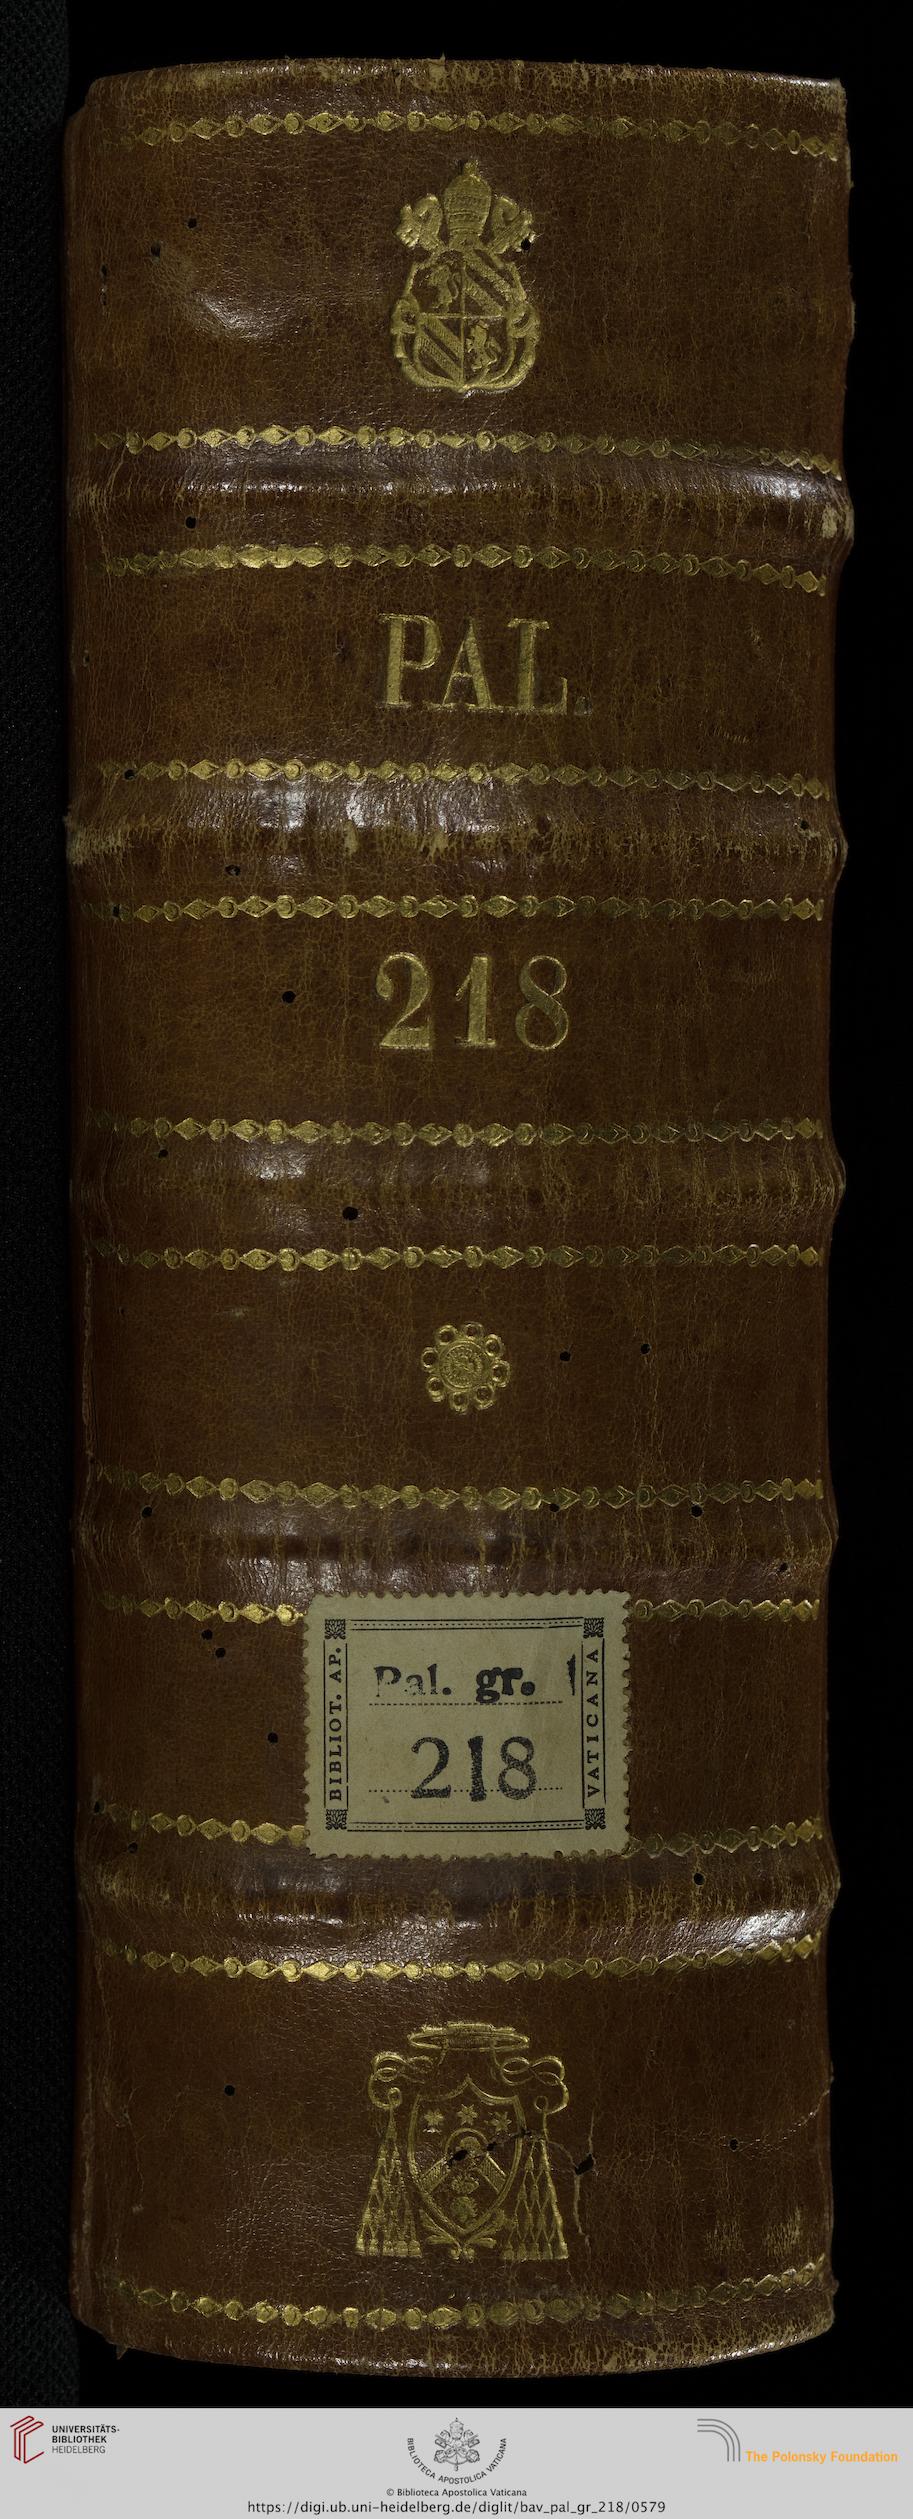 PAL.
218
BIBLIOT. AP.
Pal. gr.
218
VATICANA
UNIVERSITÄTS-
BIBLIOTHEK
HEIDELBERG
BIBLIOTECA APOSTOLICA VATICANA
The Polonsky Foundation
© Biblioteca Apostolica Vaticana
https://digi.ub.uni-heidelberg.de/diglit/bav_pal_gr_218/0579